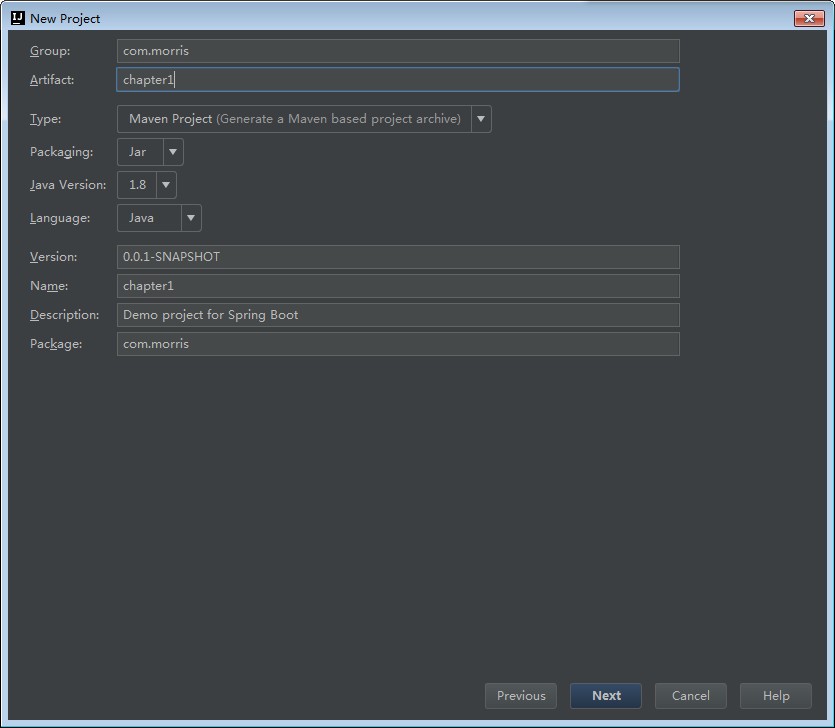 IJ New Project
Group: com.morris
Artifact: chapter1
Type: Maven Project (Generate a Maven based project archive)
Packaging: Jar
Java Version: 1.8
Language: Java
Version: 0.0.1-SNAPSHOT
Name: chapter1
Description: Demo project for Spring Boot
Package: com.morris
Previous Next Cancel Help